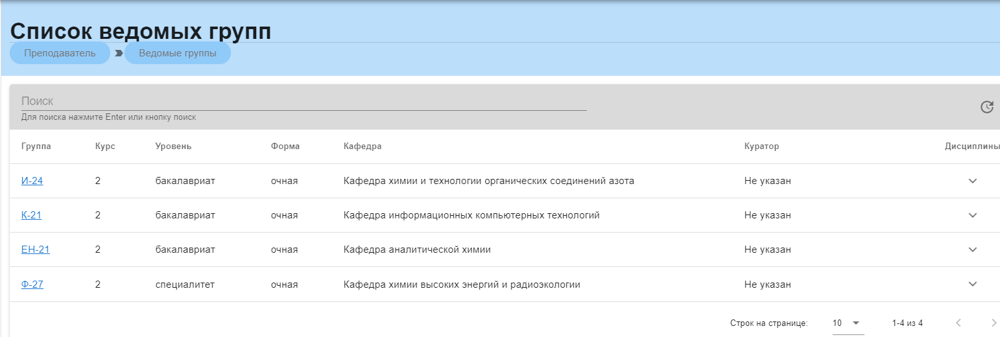 Список ведомых групп
Преподаватель Ведомые группы
Поиск
Для поиска нажмите Enter или кнопку поиск
Группа Курс Уровень Форма Кафедра Куратор Дисциплины
И-24 2 бакалавриат очная Кафедра химии и технологии органических соединений азота Не указан
К-21 2 бакалавриат очная Кафедра информационных компьютерных технологий Не указан
ЕН-21 2 бакалавриат очная Кафедра аналитической химии Не указан
Ф-27 2 специалитет очная Кафедра химии высоких энергий и радиоэкологии Не указан
Строк на странице: 10 1-4 из 4